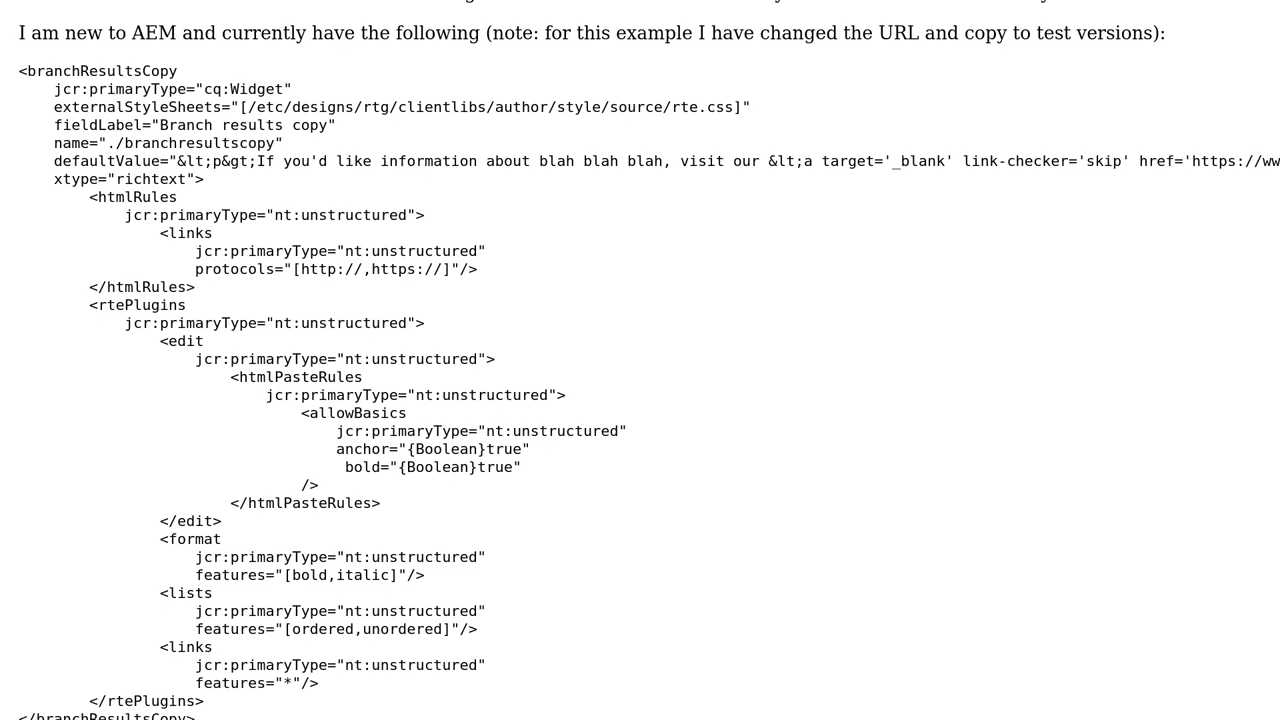 I am new to AEM and currently have the following (note: for this example I have changed the URL and copy to test versions):
<branchResultsCopy
    jcr:primaryType="cq:Widget"
    externalStyleSheets="[/etc/designs/rtg/clientlibs/author/style/source/rte.css]"
    fieldLabel="Branch results copy"
    name="./branchresultscopy"
    defaultValue="&lt;p&gt;If you'd like information about blah blah blah, visit our &lt;a target='_blank' link-checker='skip' href='https://ww
    xtype="richtext">
        <htmlRules
            jcr:primaryType="nt:unstructured">
                <links
                    jcr:primaryType="nt:unstructured"
                    protocols="[http://,https://]"/>
        </htmlRules>
        <rtePlugins
            jcr:primaryType="nt:unstructured">
                <edit
                    jcr:primaryType="nt:unstructured">
                        <htmlPasteRules
                            jcr:primaryType="nt:unstructured">
                                <allowBasics
                                    jcr:primaryType="nt:unstructured"
                                    anchor="{Boolean}true"
                                     bold="{Boolean}true"
                                />
                        </htmlPasteRules>
                </edit>
                <format
                    jcr:primaryType="nt:unstructured"
                    features="[bold,italic]"/>
                <lists
                    jcr:primaryType="nt:unstructured"
                    features="[ordered,unordered]"/>
                <links
                    jcr:primaryType="nt:unstructured"
                    features="*"/>
        </rtePlugins>
</branchResultsCopy>